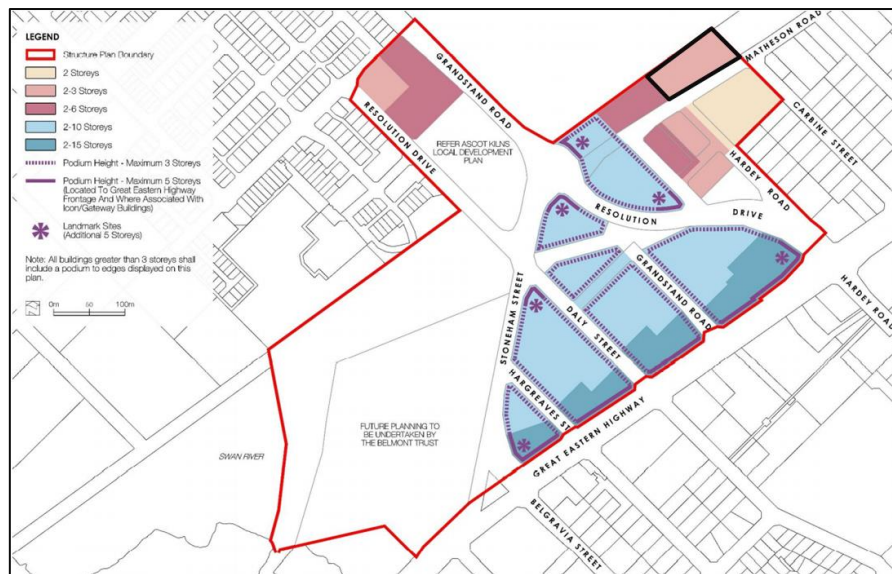 LEGEND
Structure Plan Boundary
2 Storeys
2-3 Storeys
2-6 Storeys
2-10 Storeys
2-15 Storeys
Podium Height - Maximum 3 Storeys
Podium Height - Maximum 5 Storeys
(Located To Great Eastern Highway
Frontage And Where Associated With
Icon/Gateway Buildings)
Landmark Sites
(Additional 5 Storeys)
Note: All buildings greater than 3 storeys shall
include a podium to edges displayed on this
plan.
0m 50 100m
GRANDSTAND ROAD
RESOLUTION DRIVE
REFER ASCOT KILNS
LOCAL DEVELOPMENT
PLAN
MATHESON ROAD
CARBINE STREET
HARDEY ROAD
RESOLUTION DRIVE
GRANDSTAND ROAD
HARDEY ROAD
STONEHAM STREET
DALY STREET
HARGREAVES ST
GREAT EASTERN HIGHWAY
FUTURE PLANNING TO
BE UNDERTAKEN BY
THE BELMONT TRUST
SWAN RIVER
BELGRAVIA STREET